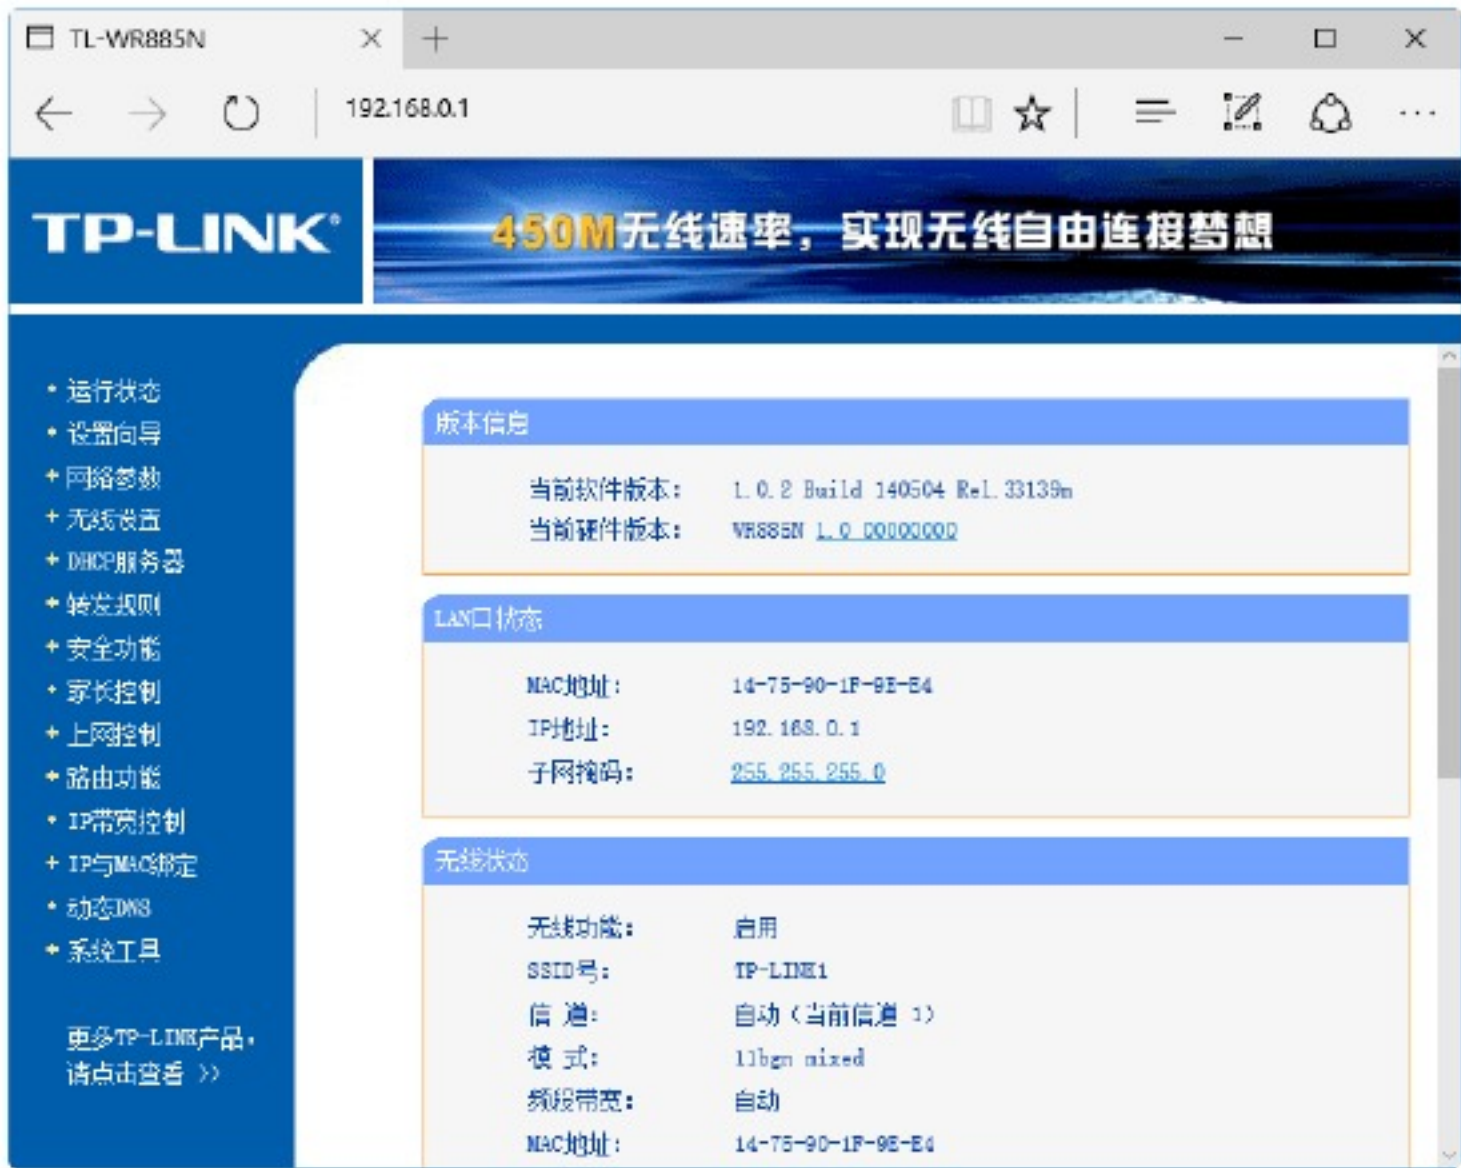 TL-WR885N
192.168.0.1
TP-LINK®
450M无线速率，实现无线自由连接梦想
运行状态
设置向导
网络参数
无线设置
DHCP服务器
转发规则
安全功能
家长控制
上网控制
路由功能
IP带宽控制
IP与MAC绑定
动态DNS
系统工具
更多TP-LINK产品，
请点击查看 >>
版本信息
当前软件版本： 1.0.2 Build 140504 Rel.33139n
当前硬件版本： WR885N 1.0 00000000
LAN口状态
MAC地址： 14-75-90-1F-9E-E4
IP地址： 192.168.0.1
子网掩码： 255.255.255.0
无线状态
无线功能： 启用
SSID号： TP-LINK1
信 道： 自动（当前信道 1）
模 式： 11bgn mixed
频段带宽： 自动
MAC地址： 14-75-90-1F-9E-E4